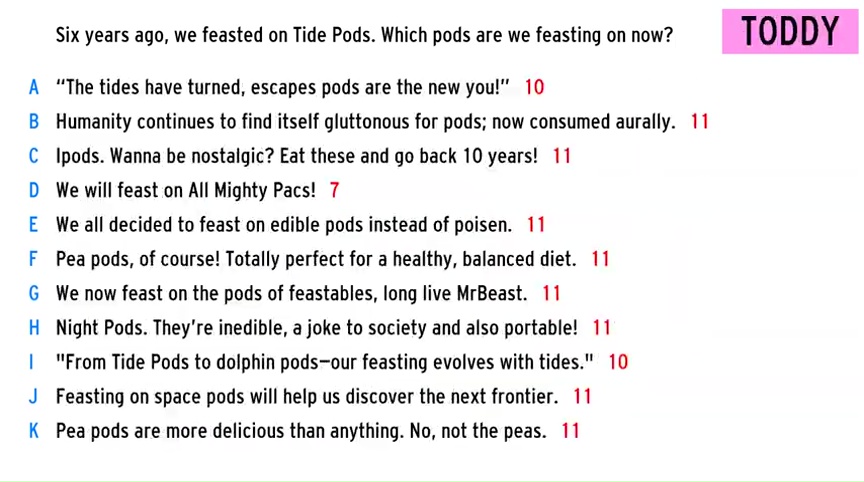 Six years ago, we feasted on Tide Pods. Which pods are we feasting on now?
TODDY
A “The tides have turned, escapes pods are the new you!” 10
B Humanity continues to find itself gluttonous for pods; now consumed aurally. 11
C Ipods. Wanna be nostalgic? Eat these and go back 10 years! 11
D We will feast on All Mighty Pacs! 7
E We all decided to feast on edible pods instead of poisen. 11
F Pea pods, of course! Totally perfect for a healthy, balanced diet. 11
G We now feast on the pods of feastables, long live MrBeast. 11
H Night Pods. They’re inedible, a joke to society and also portable! 11
I "From Tide Pods to dolphin pods—our feasting evolves with tides." 10
J Feasting on space pods will help us discover the next frontier. 11
K Pea pods are more delicious than anything. No, not the peas. 11